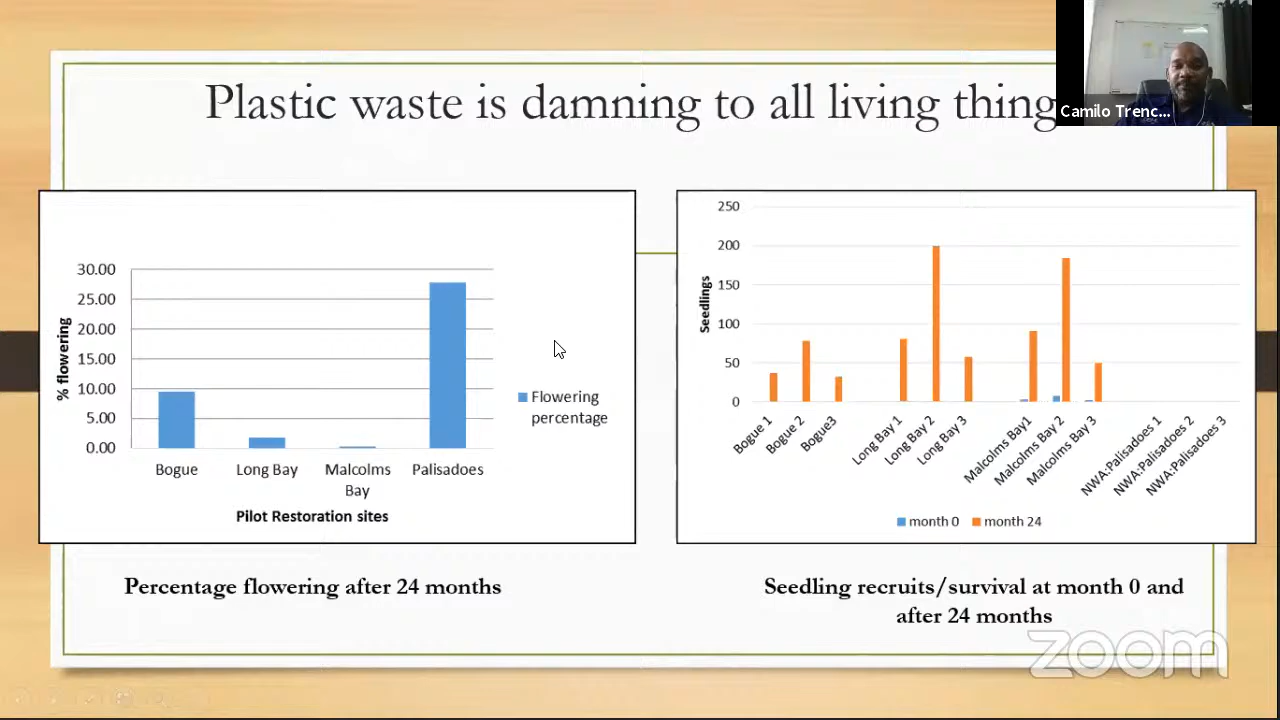 Plastic waste is damning to all living thing
Camilo Trenc...
30.00
25.00
20.00
15.00
10.00
5.00
0.00
% flowering
Bogue
Long Bay
Malcolms
Bay
Palisadoes
Pilot Restoration sites
Flowering
percentage
250
200
150
100
50
0
Seedlings
Bogue 1
Bogue 2
Bogue3
Long Bay 1
Long Bay 2
Long Bay 3
Malcolms Bay1
Malcolms Bay 2
Malcolms Bay 3
NWA:Palisadoes 1
NWA:Palisadoes 2
NWA:Palisadoes 3
month 0
month 24
Percentage flowering after 24 months
Seedling recruits/survival at month 0 and
after 24 months
zoom